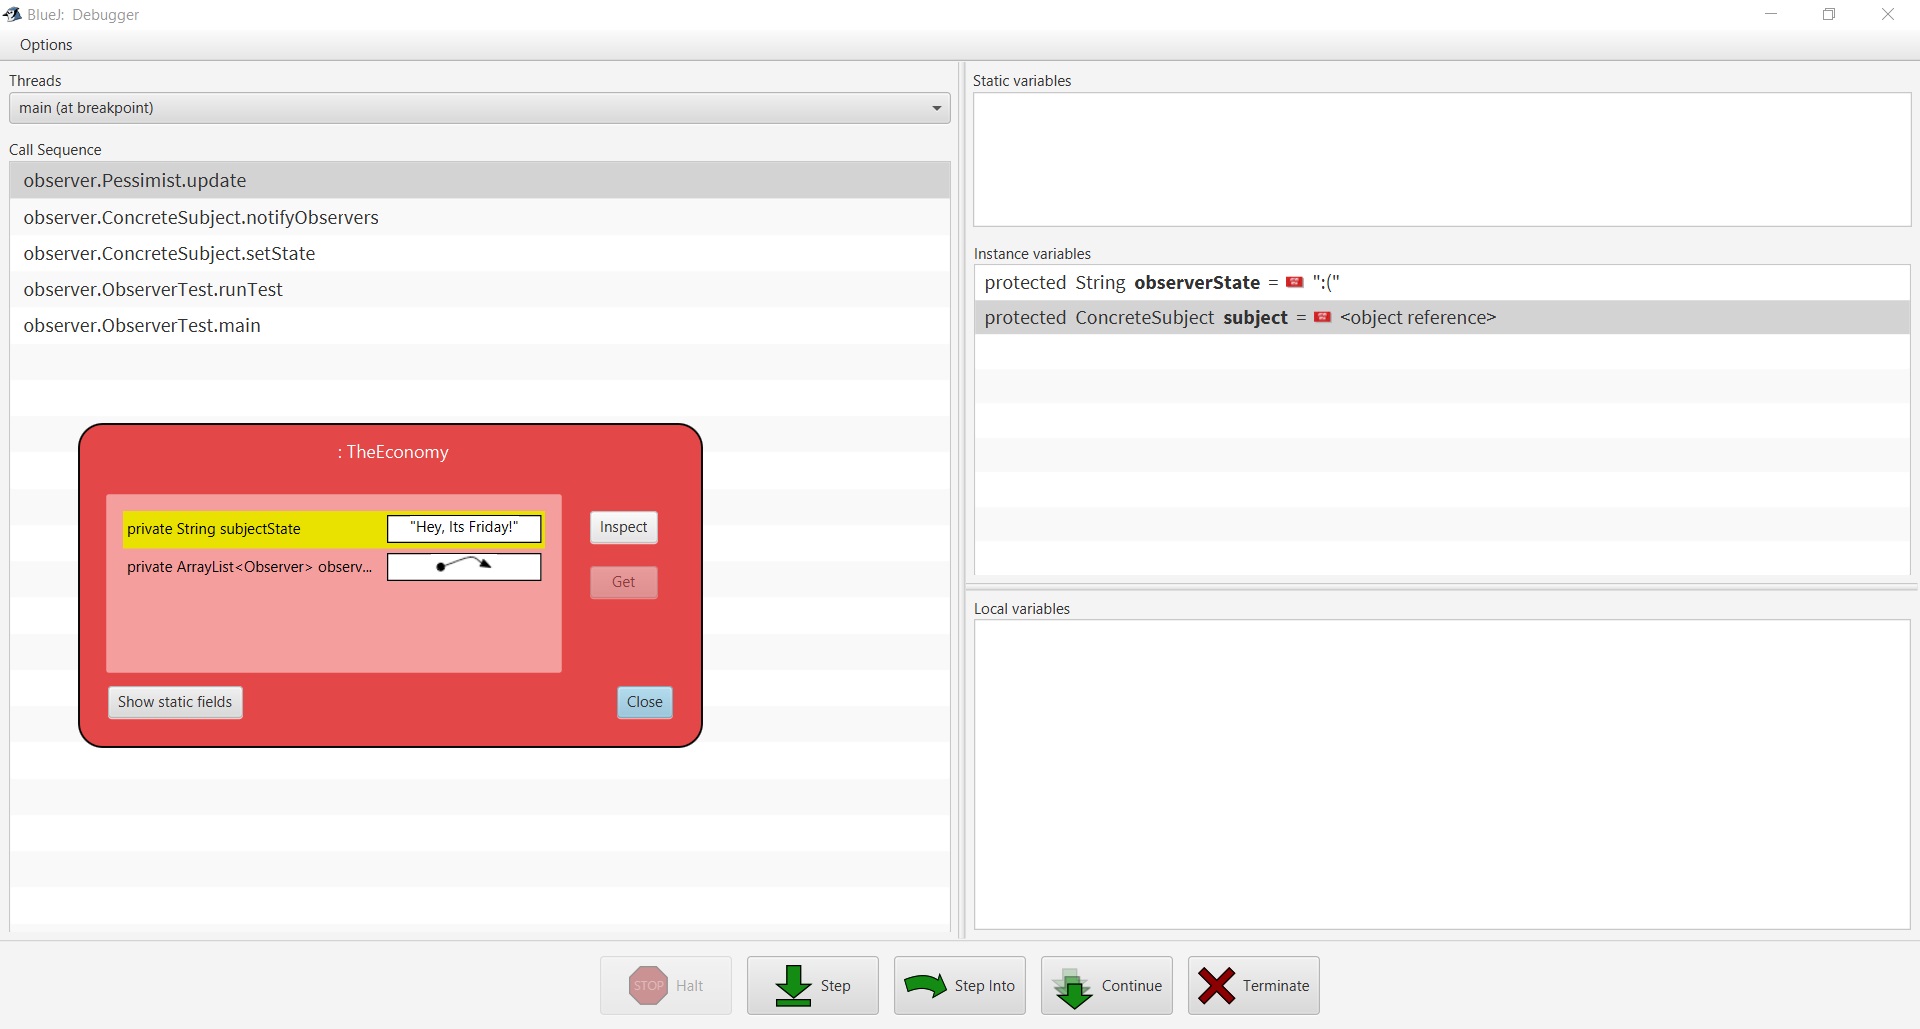 BlueJ: Debugger
Options
Threads
main (at breakpoint)
Call Sequence
observer.Pessimist.update
observer.ConcreteSubject.notifyObservers
observer.ConcreteSubject.setState
observer.ObserverTest.runTest
observer.ObserverTest.main
: TheEconomy
private String subjectState "Hey, Its Friday!"
private ArrayList<Observer> observ...
Inspect
Get
Show static fields
Close
Static variables
Instance variables
protected String observerState = ":("
protected ConcreteSubject subject = <object reference>
Local variables
STOP Halt
Step
Step Into
Continue
Terminate